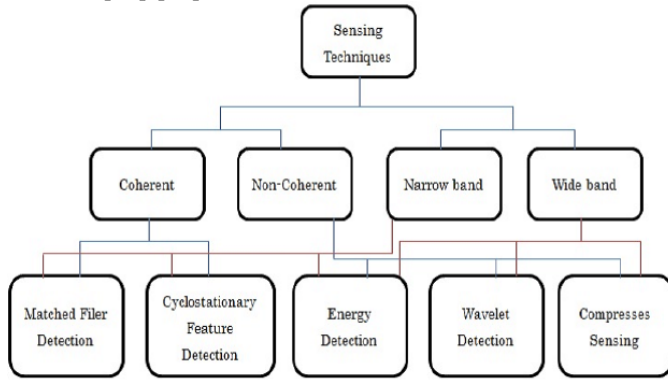 Sensing
Techniques
Coherent
Non-Coherent
Narrow band
Wide band
Matched Filer
Detection
Cyclostationary
Feature
Detection
Energy
Detection
Wavelet
Detection
Compresses
Sensing